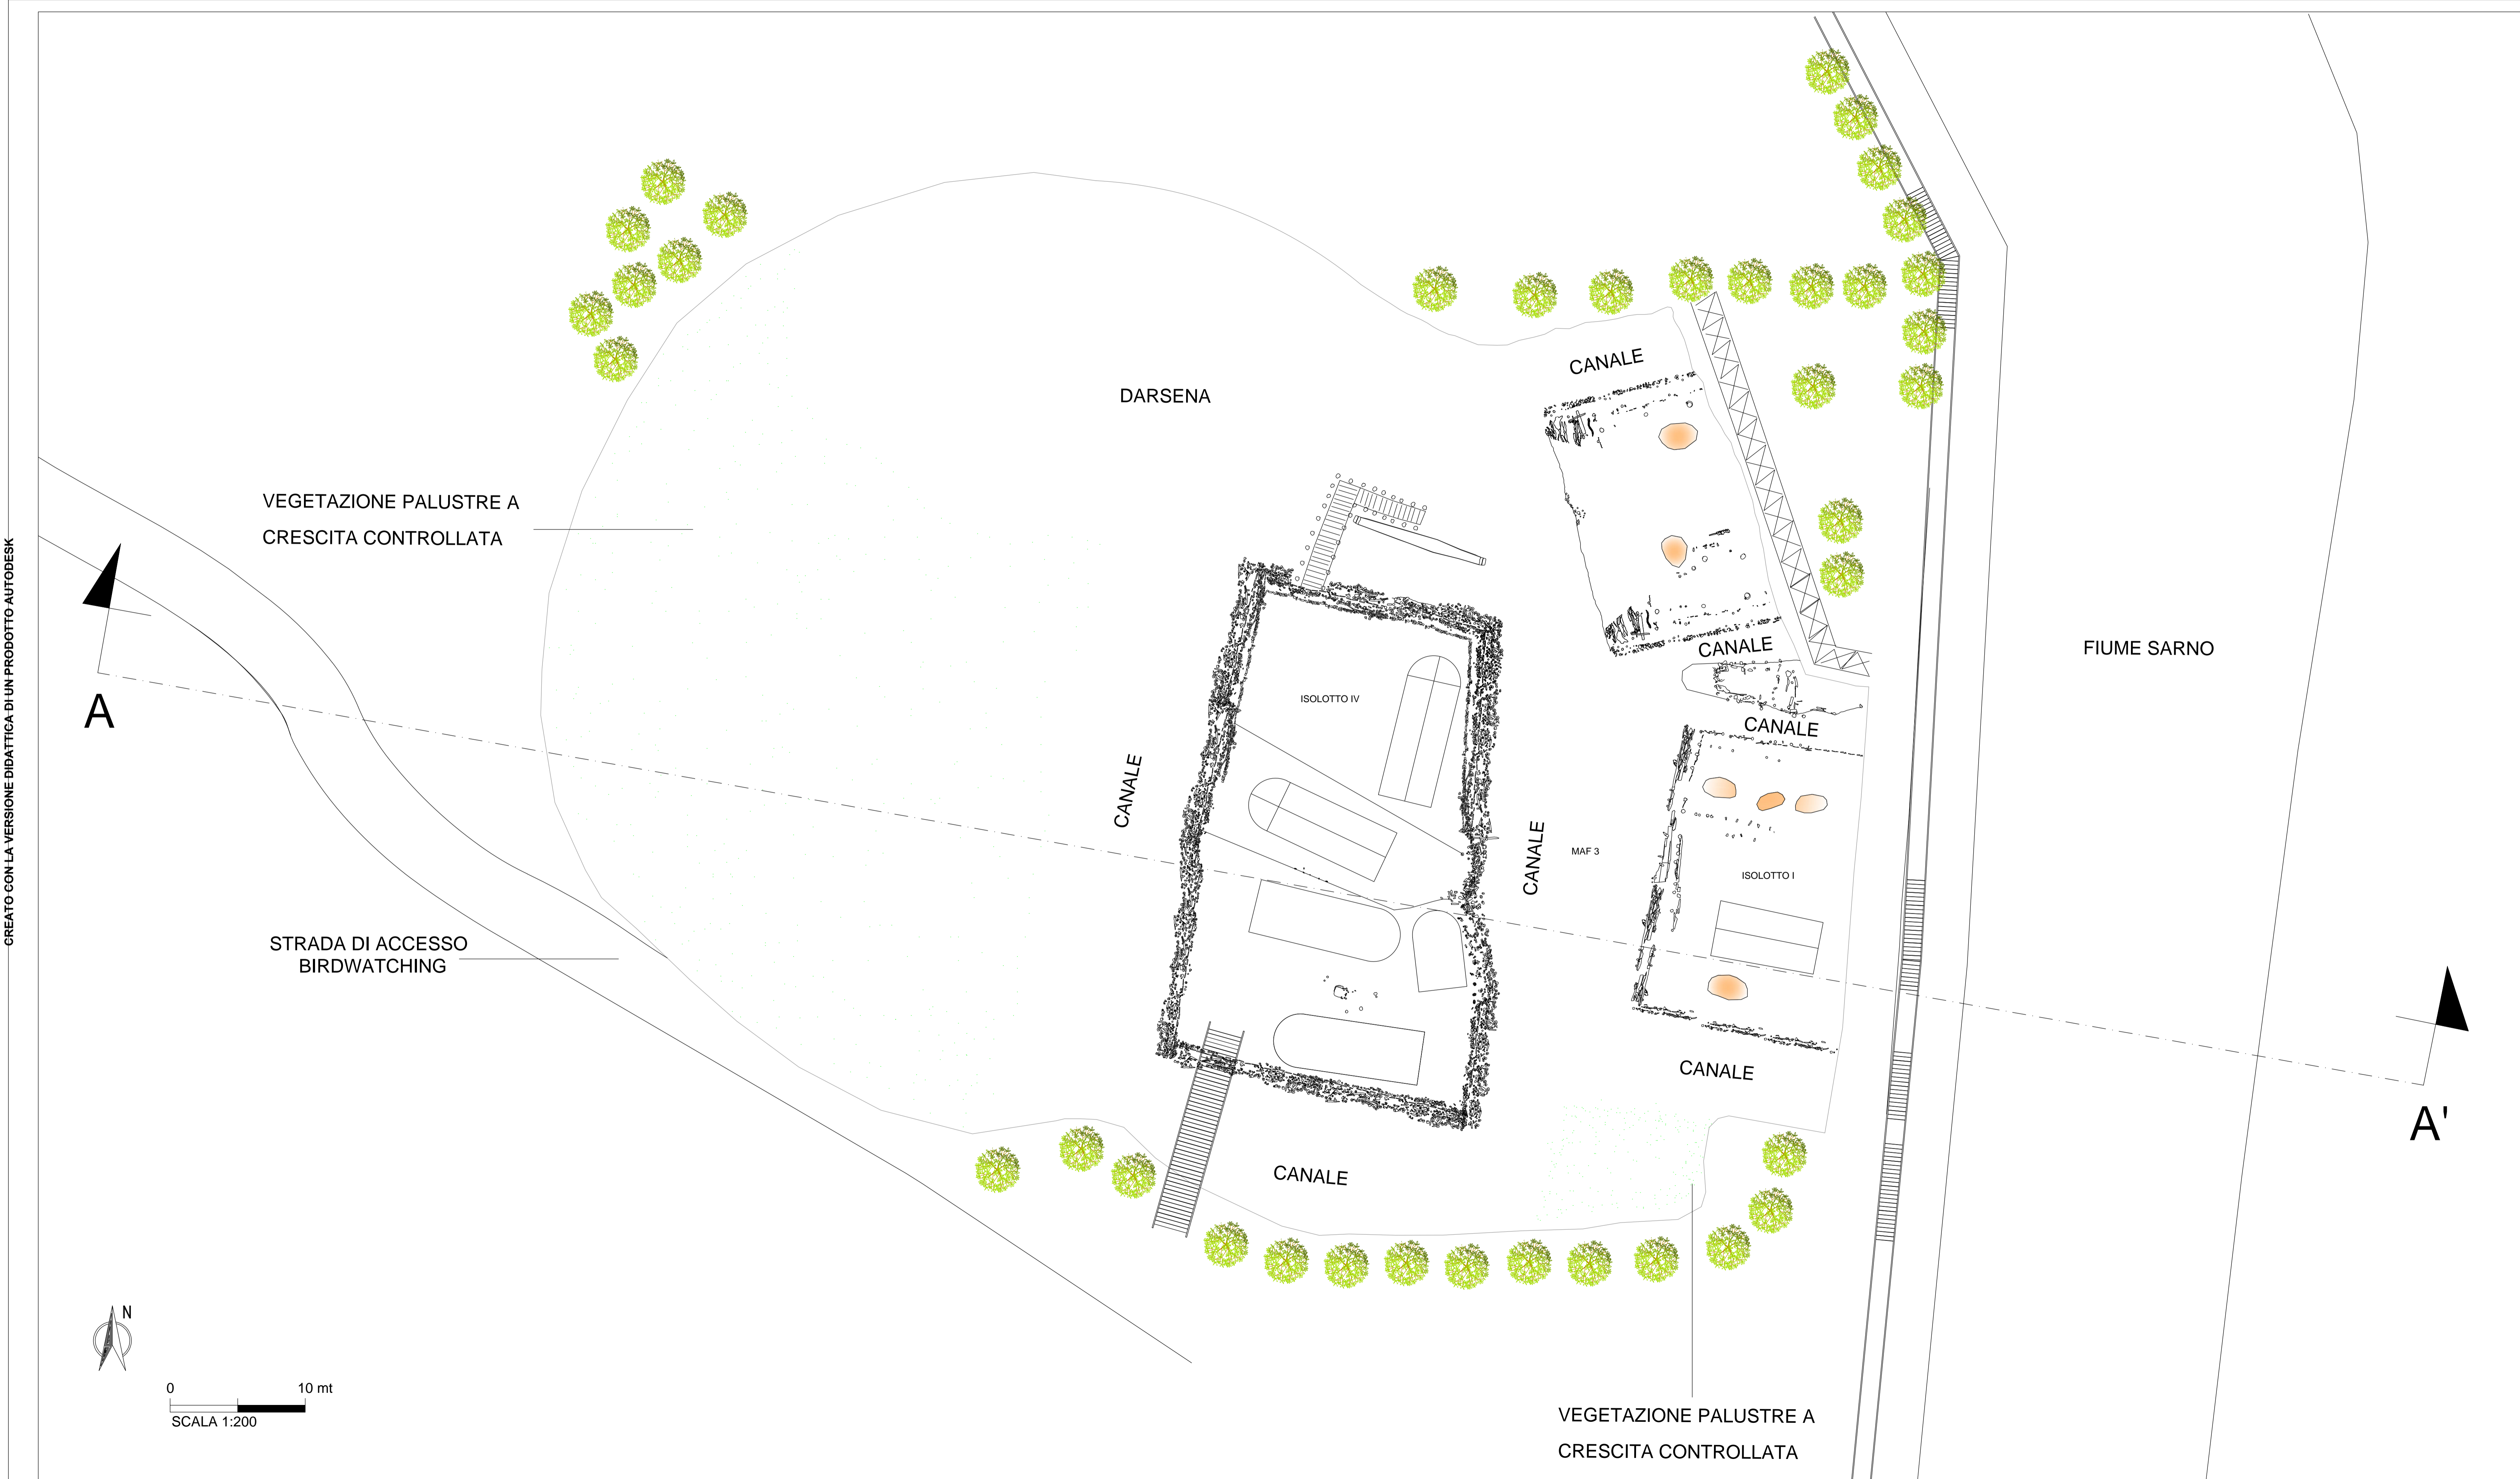 CREATO CON LA VERSIONE DIDATTICA DI UN PRODOTTO AUTODESK
CANALE
DARSENA
VEGETAZIONE PALUSTRE A
CRESCITA CONTROLLATA
CANALE
FIUME SARNO
ISOLOTTO IV
A
CANALE
CANALE
CANALE
MAF 3
ISOLOTTO I
STRADA DI ACCESSO
BIRDWATCHING
CANALE
A'
CANALE
N
0 10 mt
SCALA 1:200
VEGETAZIONE PALUSTRE A
CRESCITA CONTROLLATA